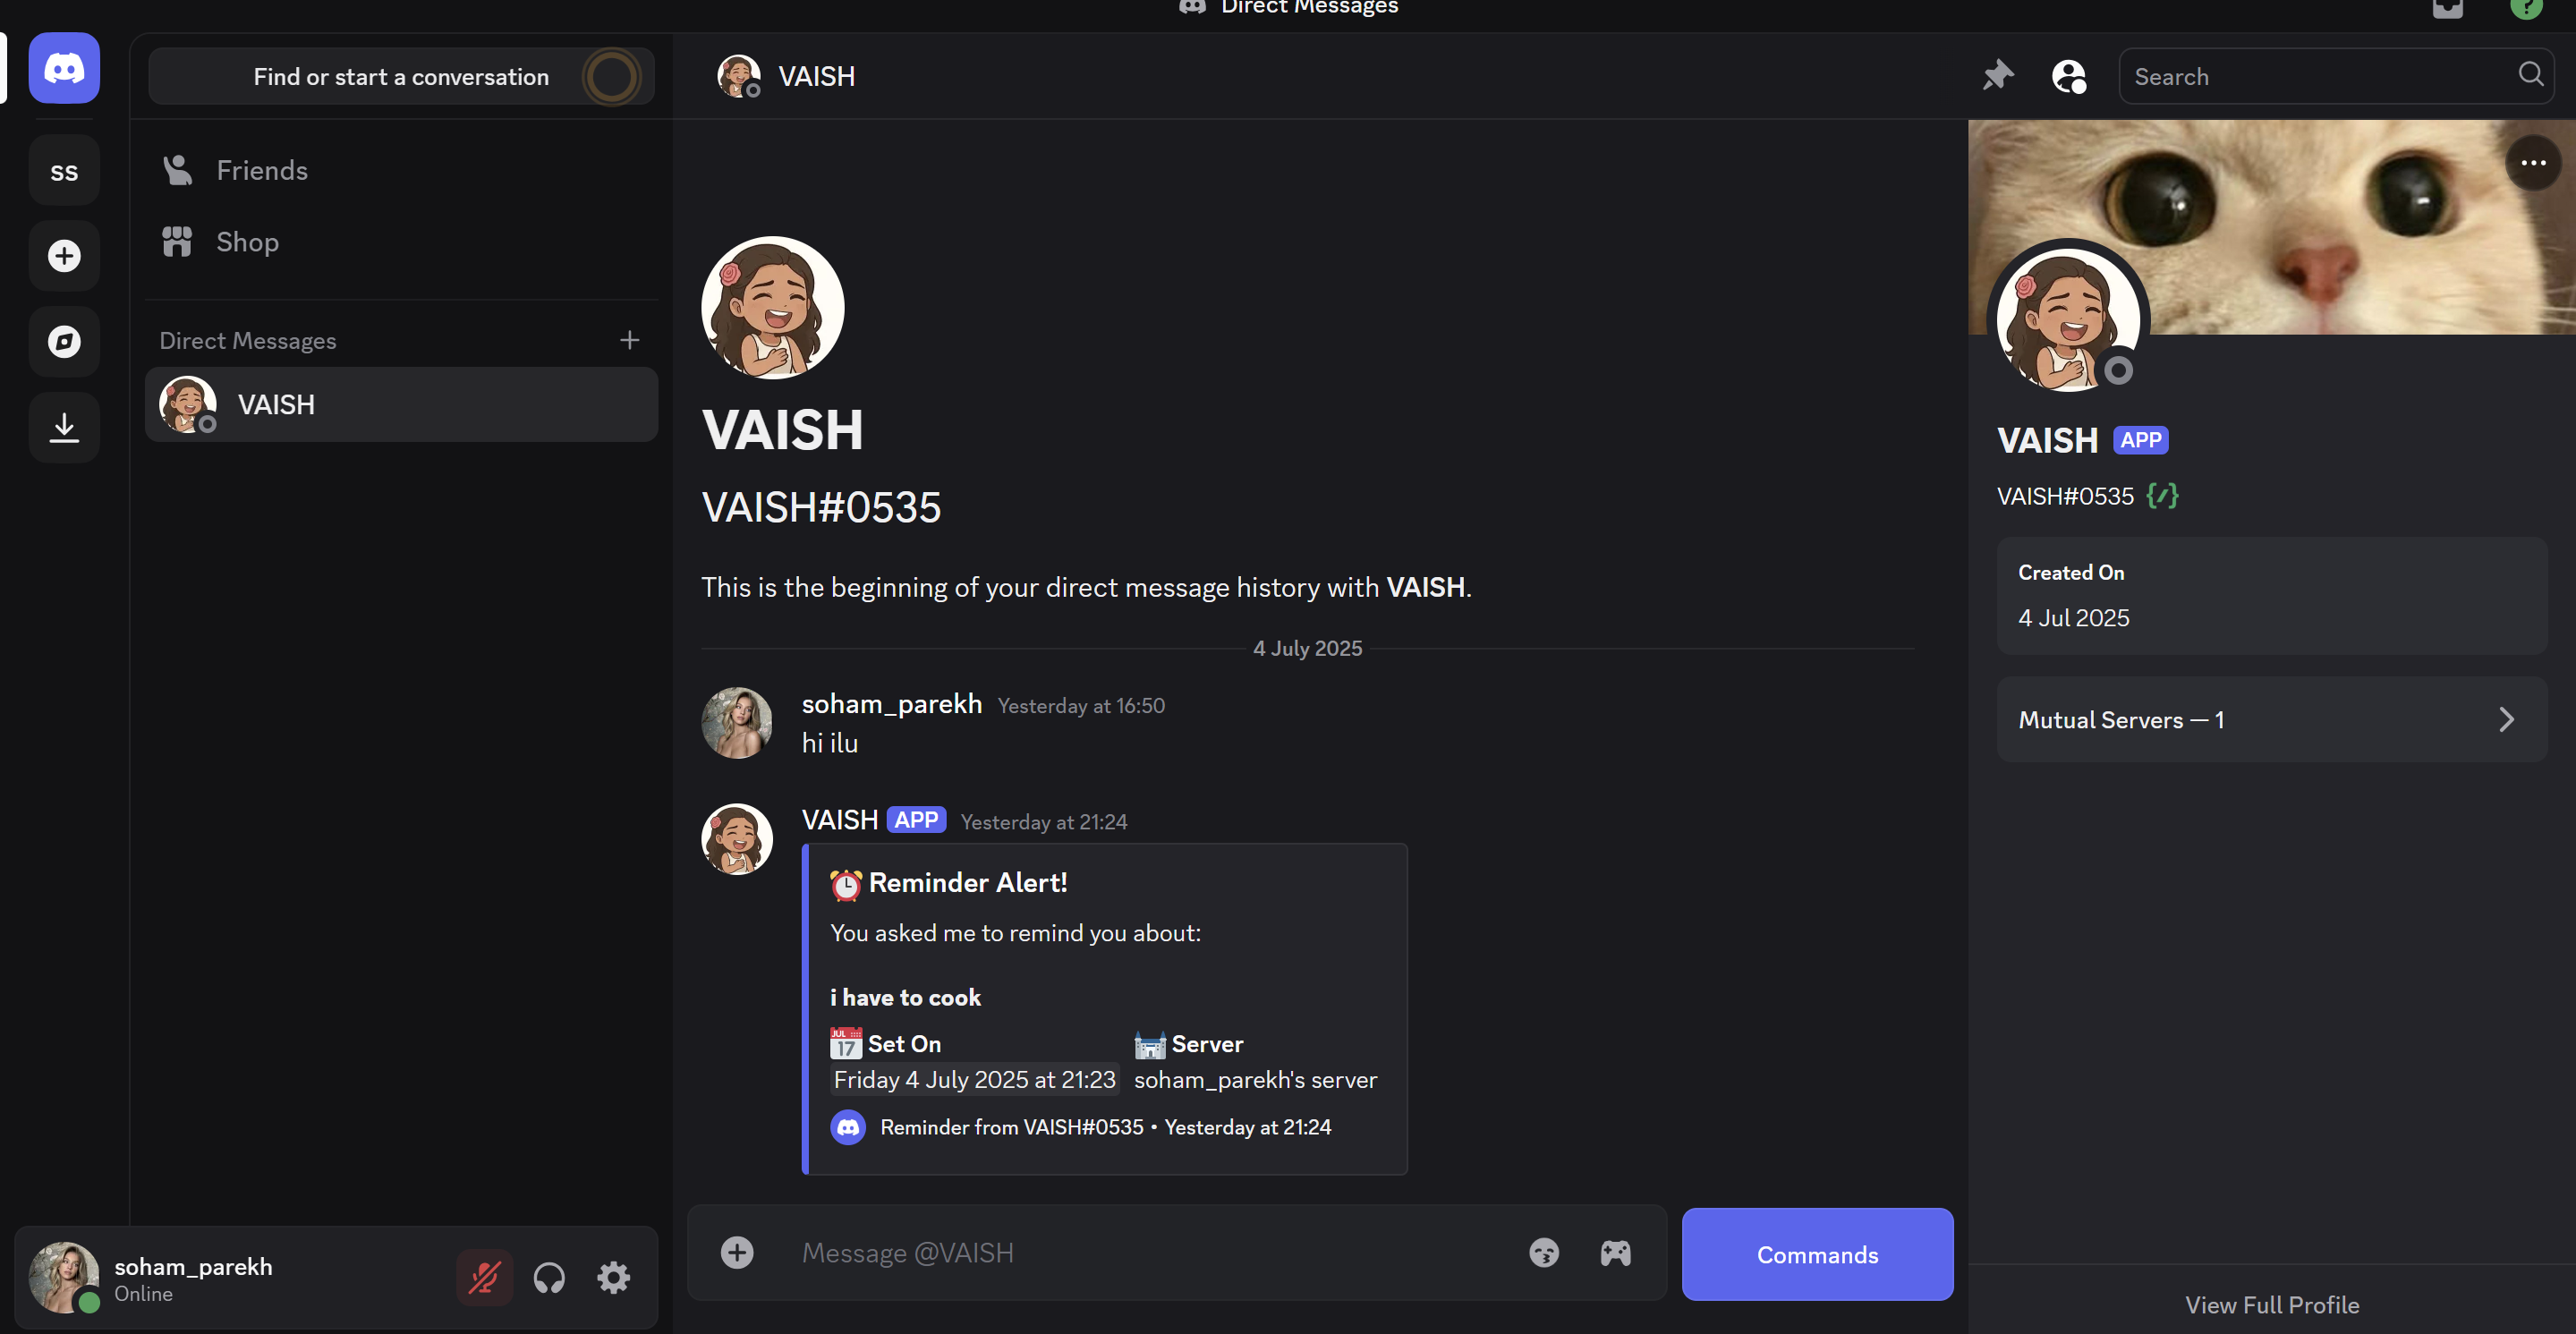 Direct Messages
Find or start a conversation
VAISH
Search
ss
Friends
Shop
Direct Messages
VAISH
VAISH
VAISH#0535
This is the beginning of your direct message history with VAISH.
4 July 2025
soham_parekh Yesterday at 16:50
hi ilu
VAISH APP Yesterday at 21:24
⏰ Reminder Alert!
You asked me to remind you about:
i have to cook
JUL 17 Set On
Server
Friday 4 July 2025 at 21:23
soham_parekh's server
Reminder from VAISH#0535 • Yesterday at 21:24
Message @VAISH
Commands
VAISH APP
VAISH#0535
Created On
4 Jul 2025
Mutual Servers — 1
View Full Profile
soham_parekh
Online